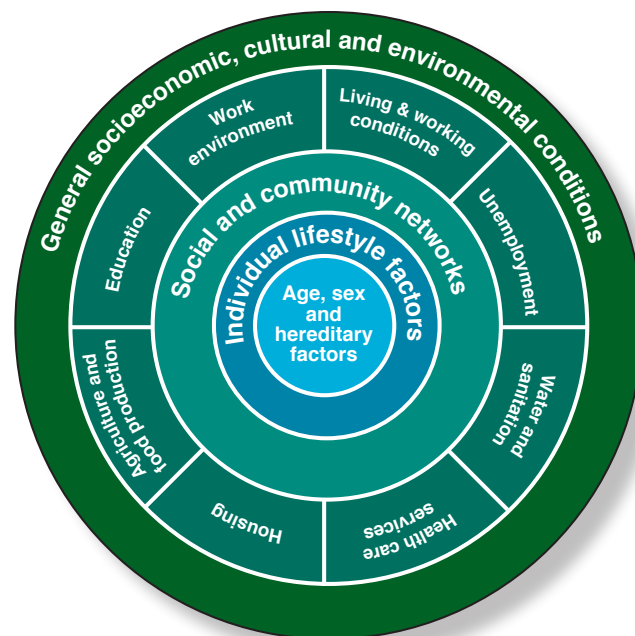 General socioeconomic, cultural and environmental conditions
Work
environment
Living & working
conditions
Unemployment
Water and
sanitation
Health care
services
Housing
Agriculture and
food production
Education
Social and community networks
Individual lifestyle factors
Age, sex
and
hereditary
factors